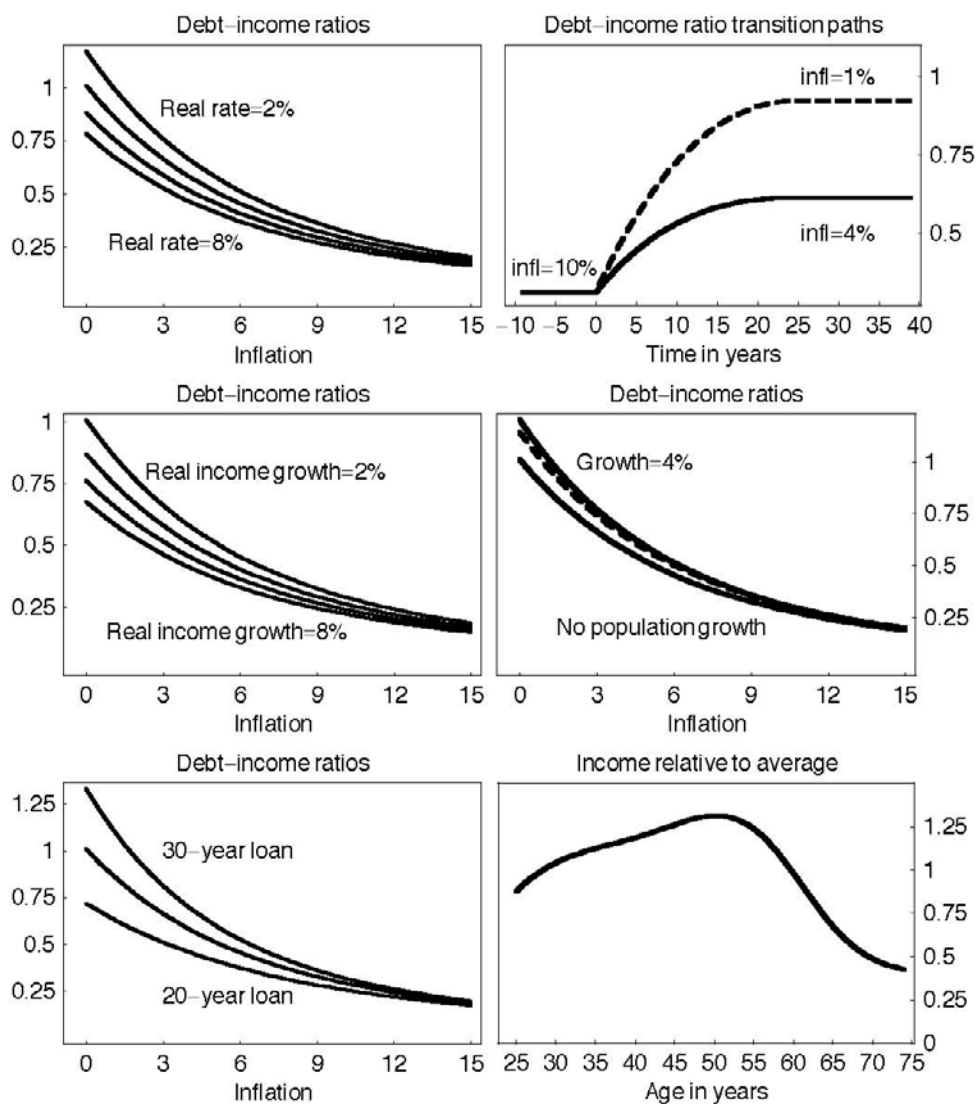 Debt–income ratios
1
0.75
0.5
0.25
Real rate=2%
Real rate=8%
0 3 6 9 12 15
Inflation
Debt–income ratio transition paths
infl=1%
infl=4%
infl=10%
1
0.75
0.5
−10 −5 0 5 10 15 20 25 30 35 40
Time in years
Debt–income ratios
1
0.75
0.5
0.25
Real income growth=2%
Real income growth=8%
0 3 6 9 12 15
Inflation
Debt–income ratios
Growth=4%
No population growth
1
0.75
0.5
0.25
0 3 6 9 12 15
Inflation
Debt–income ratios
1.25
1
0.75
0.5
0.25
30–year loan
20–year loan
0 3 6 9 12 15
Inflation
Income relative to average
1.25
1
0.75
0.5
0.25
0
25 30 35 40 45 50 55 60 65 70 75
Age in years